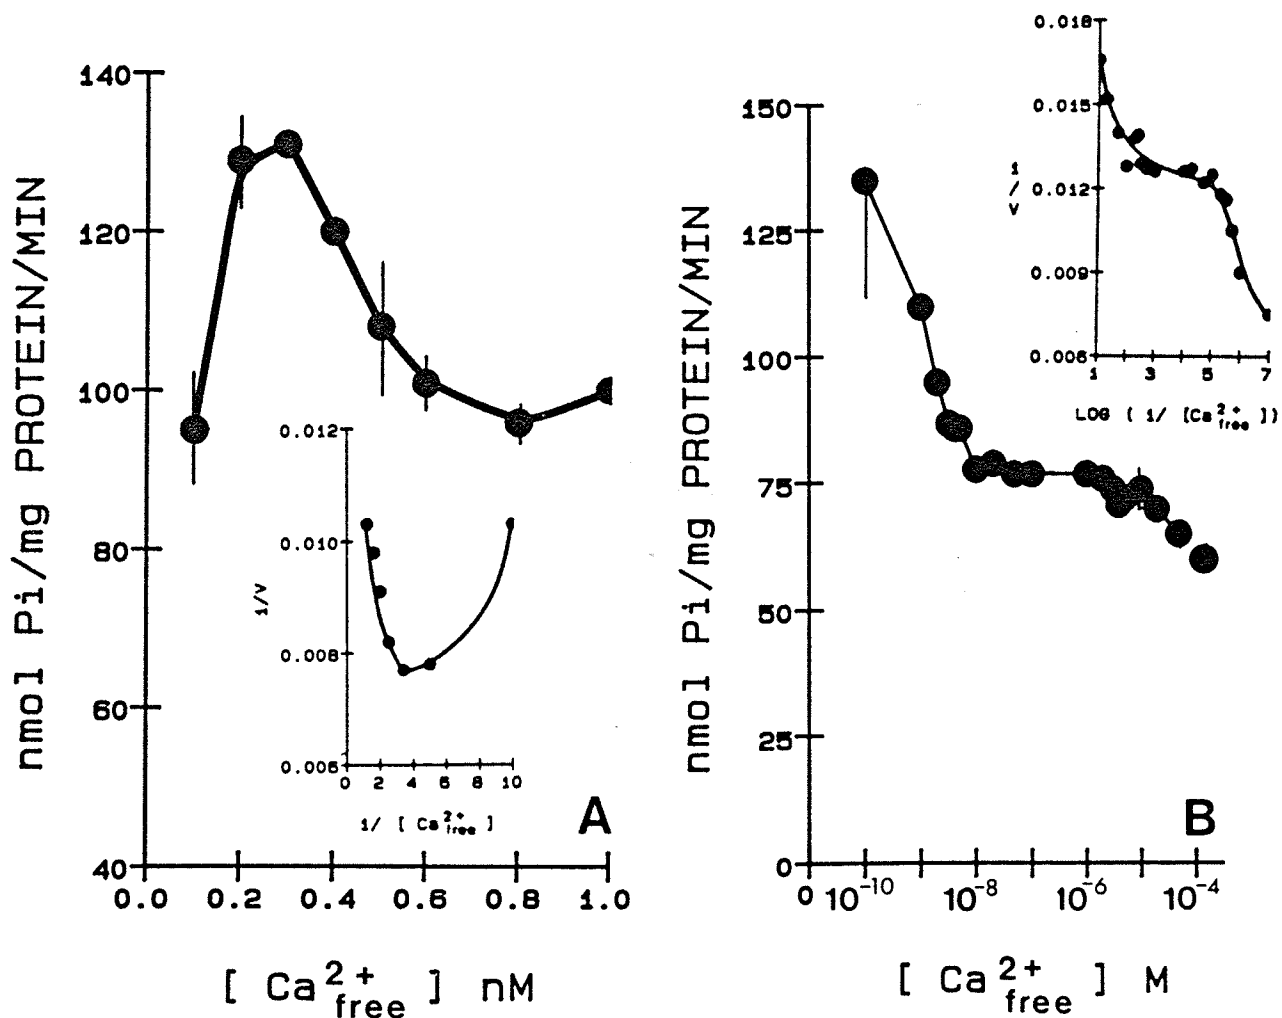 nmol Pi/mg PROTEIN/MIN
140
120
100
80
60
40
0.0 0.2 0.4 0.6 0.8 1.0
[ Ca2+free ] nM
A
1/V
0.012
0.010
0.008
0.006
0 2 4 6 8 10
1/ [ Ca2+free ]
nmol Pi/mg PROTEIN/MIN
150
125
100
75
50
25
0
0 10-10 10-8 10-6 10-4
[ Ca2+free ] M
B
1
/
V
0.018
0.015
0.012
0.009
0.006
1 3 5 7
LOG ( 1/ [Ca2+free ])